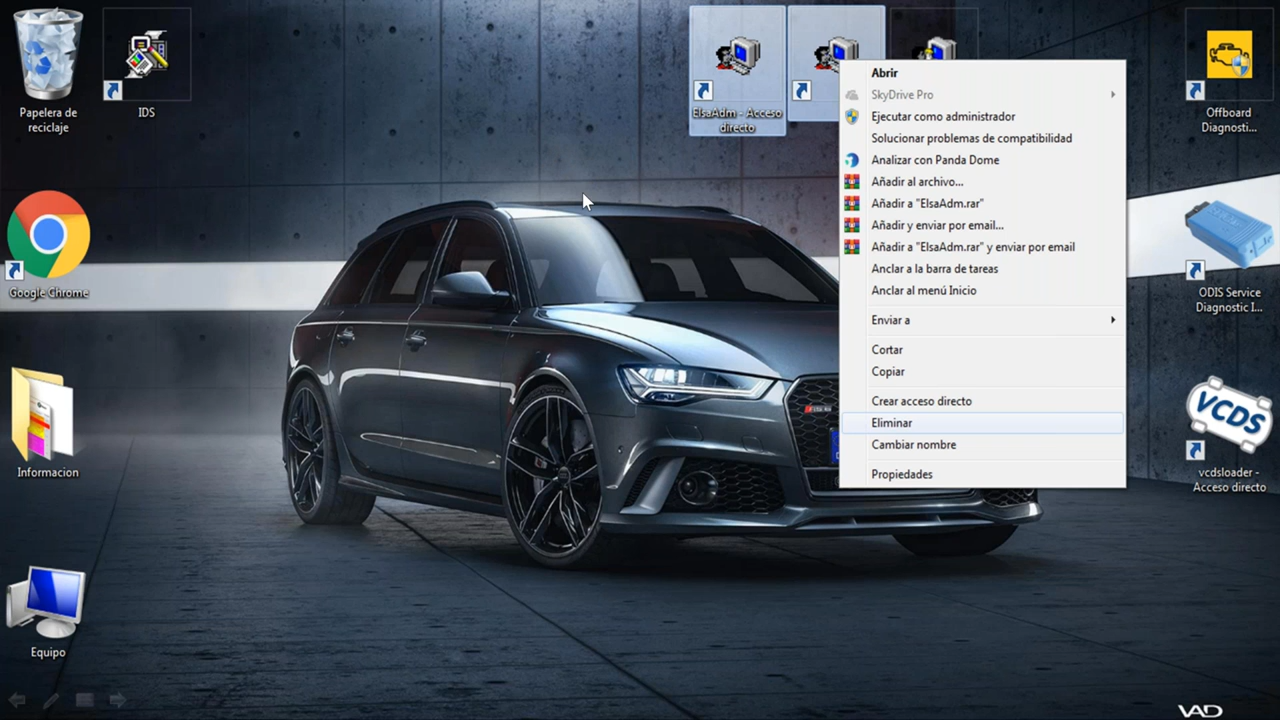 Papelera de
reciclaje
IDS
ElsaAdm - Acceso
directo
Offboard
Diagnosti...
Google Chrome
ODIS Service
Diagnostic I...
Informacion
VCDS
vcdsloader -
Acceso directo
Equipo
Abrir
SkyDrive Pro
Ejecutar como administrador
Solucionar problemas de compatibilidad
Analizar con Panda Dome
Añadir al archivo...
Añadir a "ElsaAdm.rar"
Añadir y enviar por email...
Añadir a "ElsaAdm.rar" y enviar por email
Anclar a la barra de tareas
Anclar al menú Inicio
Enviar a
Cortar
Copiar
Crear acceso directo
Eliminar
Cambiar nombre
Propiedades